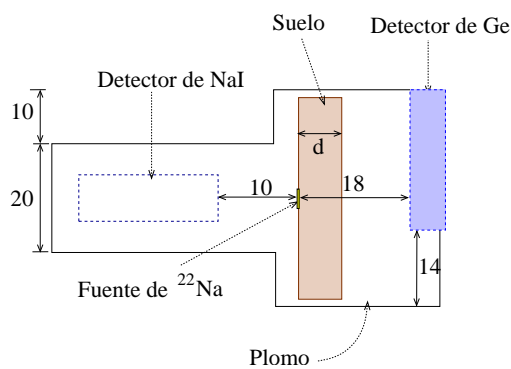 Suelo
Detector de Ge
Detector de NaI
10
d
20
10
18
14
Fuente de ²²Na
Plomo